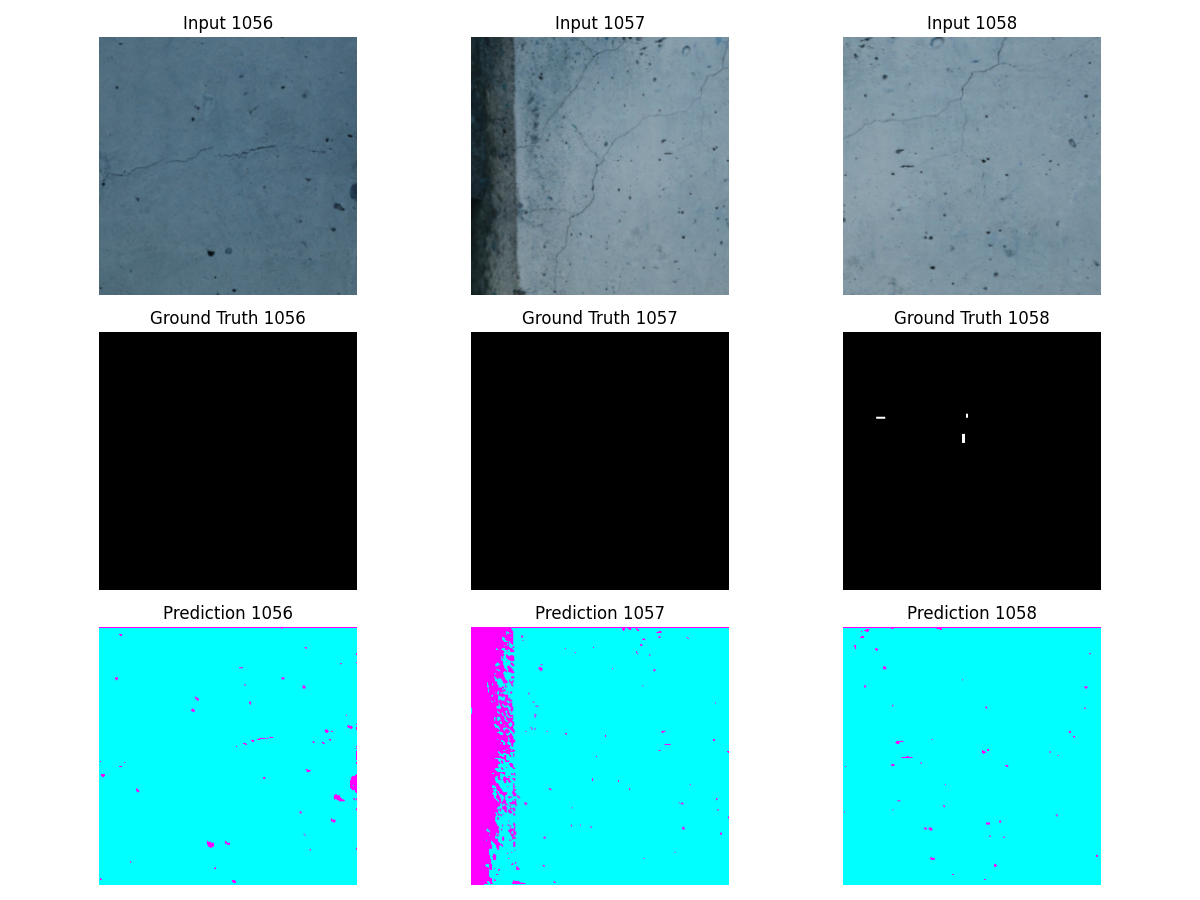 Input 1056
Input 1057
Input 1058
Ground Truth 1056
Ground Truth 1057
Ground Truth 1058
Prediction 1056
Prediction 1057
Prediction 1058